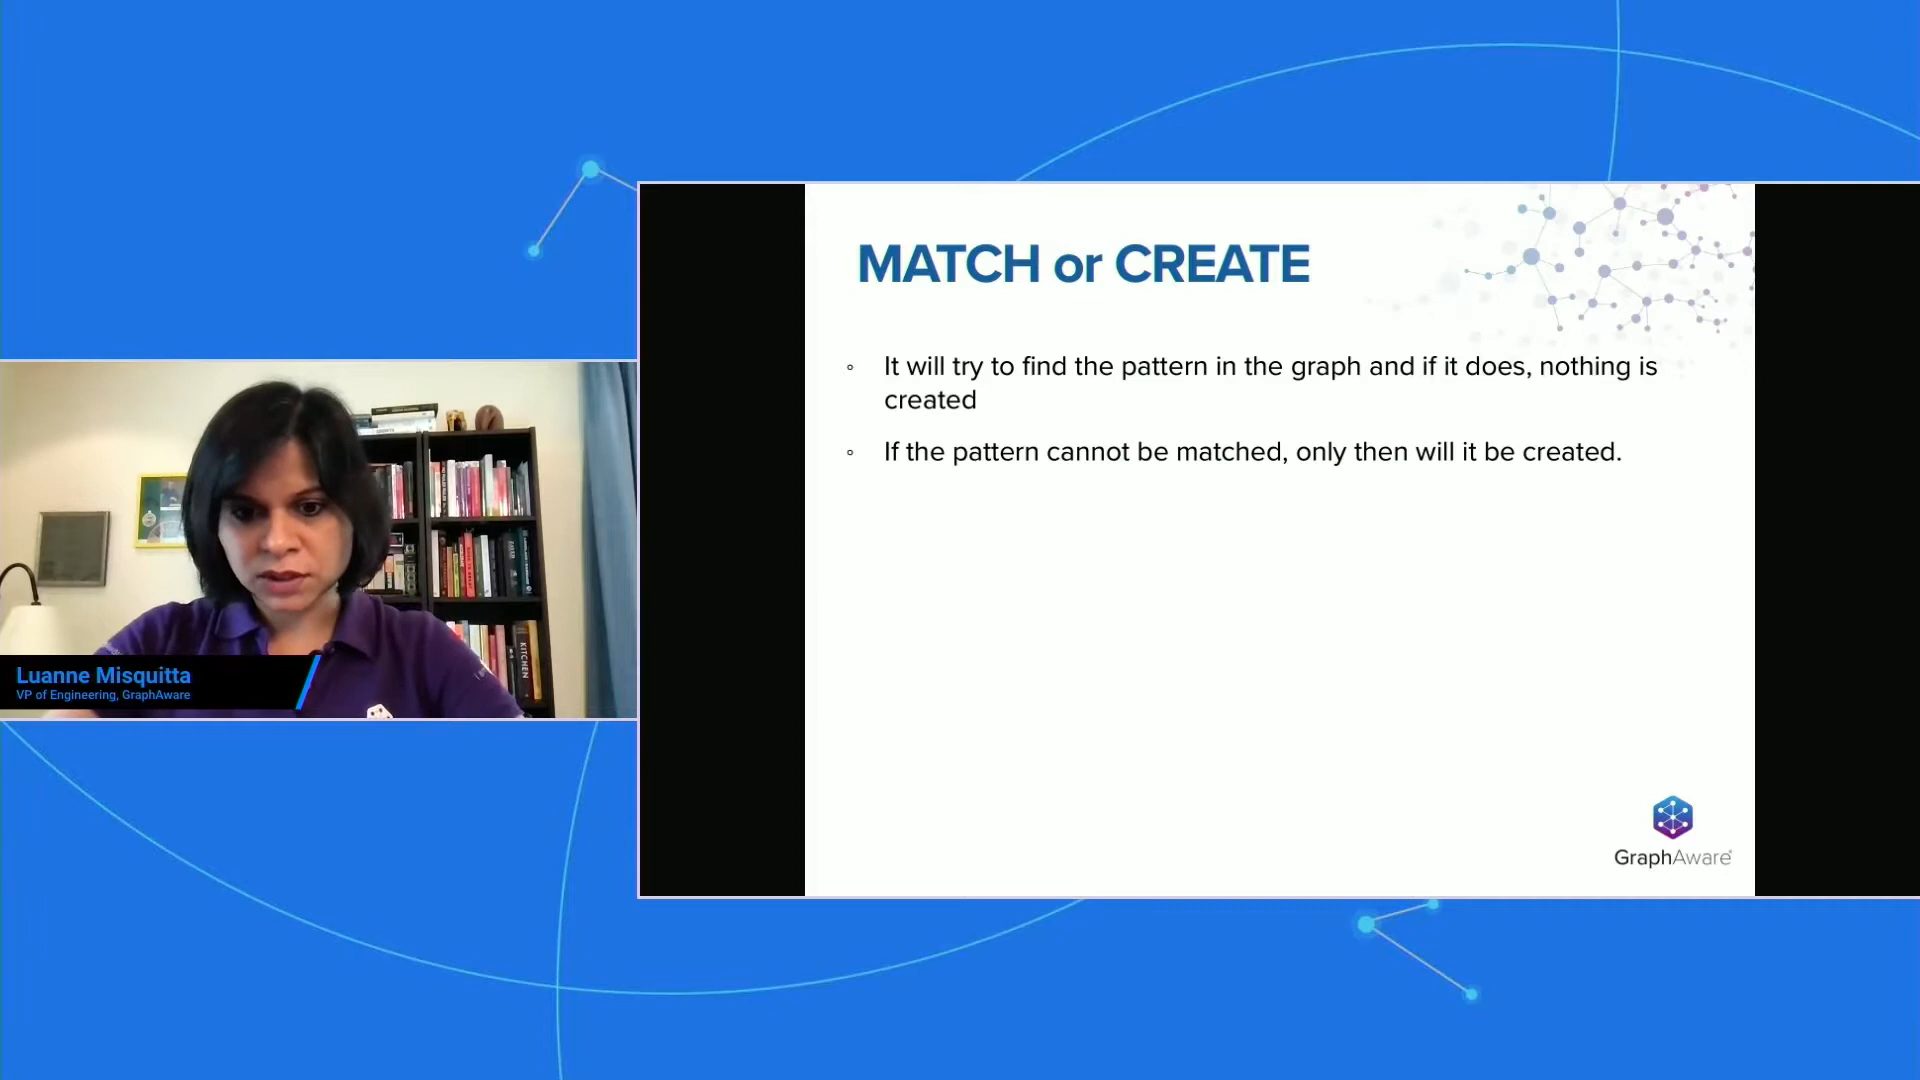 MATCH or CREATE
◦ It will try to find the pattern in the graph and if it does, nothing is
created
◦ If the pattern cannot be matched, only then will it be created.
KITCHEN
Luanne Misquitta
VP of Engineering, GraphAware
GraphAware